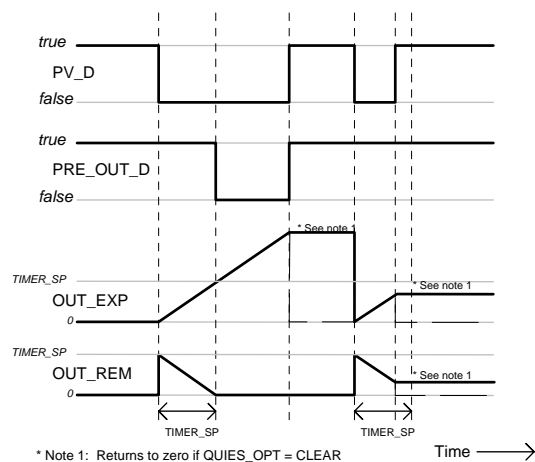 true
PV_D
false
true
PRE_OUT_D
false
* See note 1
TIMER_SP
* See note 1
OUT_EXP
0
TIMER_SP
* See note 1
OUT_REM
0
TIMER_SP
TIMER_SP
* Note 1: Returns to zero if QUIES_OPT = CLEAR
Time